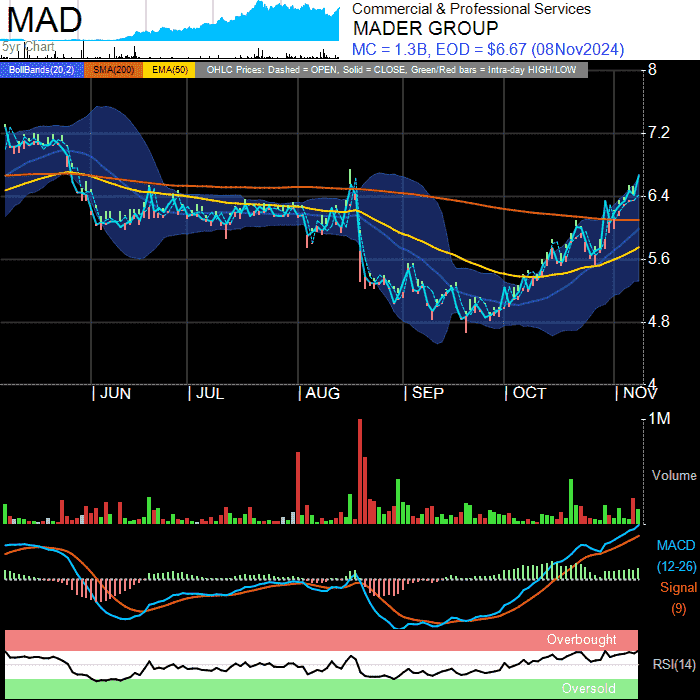 MAD
5yr Chart
Commercial & Professional Services
MADER GROUP
MC = 1.3B, EOD = $6.67 (08Nov2024)
BollBands(20,2) SMA(200) EMA(50) OHLC Prices: Dashed = OPEN, Solid = CLOSE, Green/Red bars = Intra-day HIGH/LOW
8
7.2
6.4
5.6
4.8
4
| JUN | JUL | AUG | SEP | OCT | NOV
1M
Volume
MACD
(12-26)
Signal
(9)
Overbought
RSI(14)
Oversold